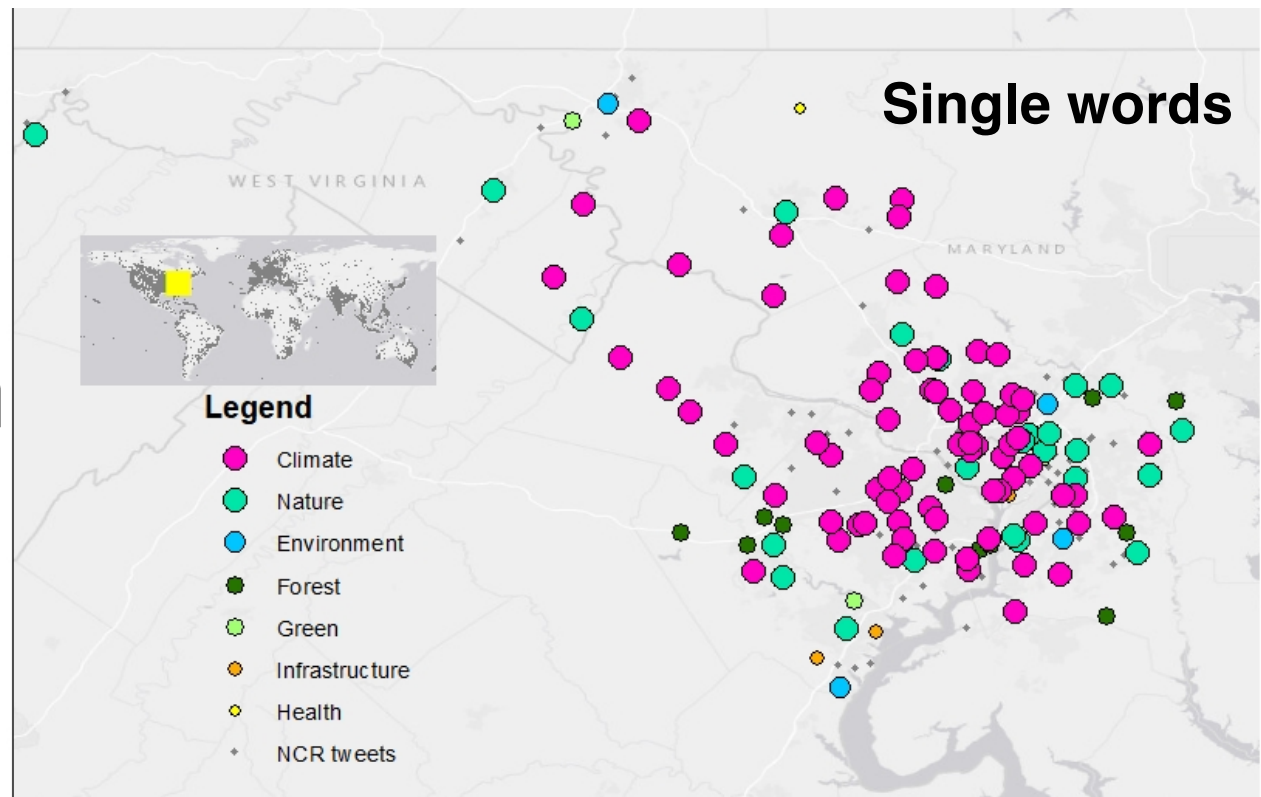 Single words
WEST VIRGINIA
MARYLAND
Legend
Climate
Nature
Environment
Forest
Green
Infrastructure
Health
NCR tweets